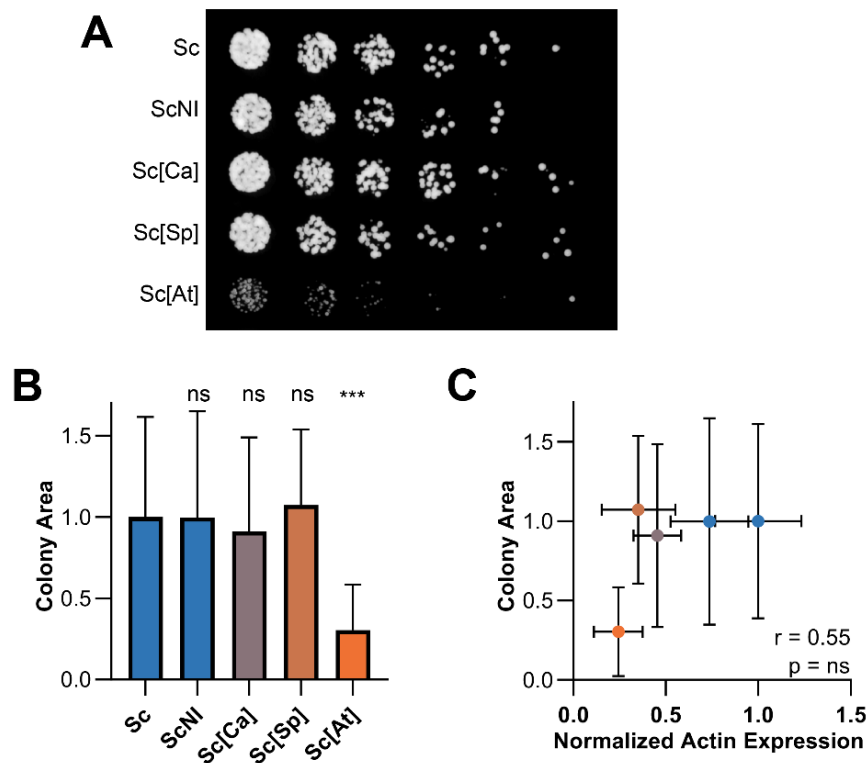 A
Sc
ScNI
Sc[Ca]
Sc[Sp]
Sc[At]
B
ns
ns
ns
***
1.5
1.0
0.5
0.0
Colony Area
Sc
ScNI
Sc[Ca]
Sc[Sp]
Sc[At]
C
1.5
1.0
0.5
0.0
Colony Area
r = 0.55
p = ns
0.0 0.5 1.0 1.5
Normalized Actin Expression